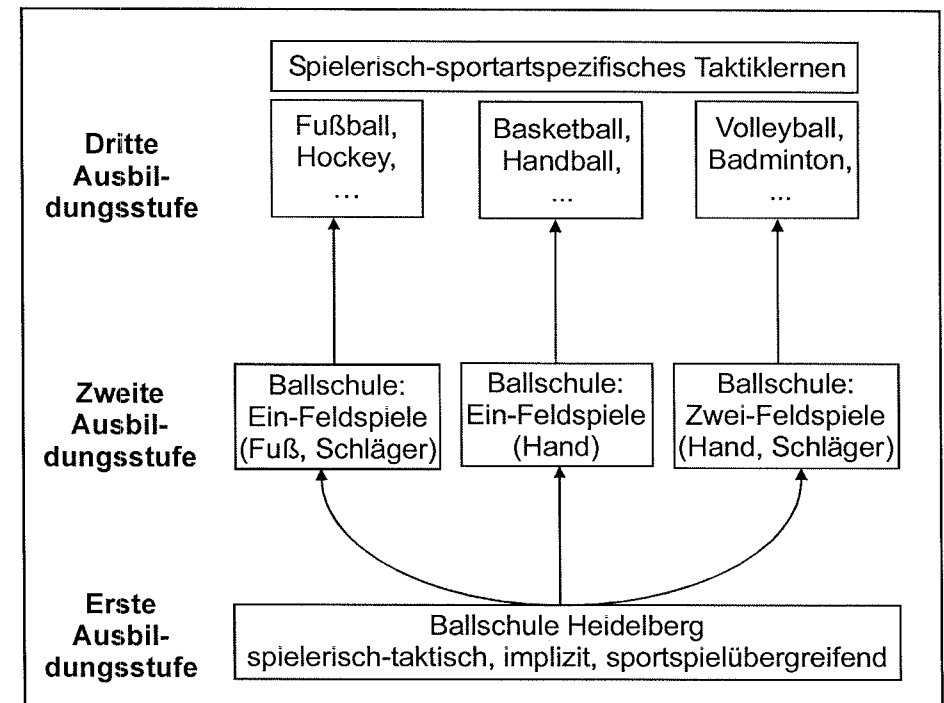 Spielerisch-sportartspezifisches Taktiklernen
Dritte
Ausbil-
dungsstufe
Fußball,
Hockey,
...
Basketball,
Handball,
...
Volleyball,
Badminton,
...
Zweite
Ausbil-
dungsstufe
Ballschule:
Ein-Feldspiele
(Fuß, Schläger)
Ballschule:
Ein-Feldspiele
(Hand)
Ballschule:
Zwei-Feldspiele
(Hand, Schläger)
Erste
Ausbil-
dungsstufe
Ballschule Heidelberg
spielerisch-taktisch, implizit, sportspielübergreifend